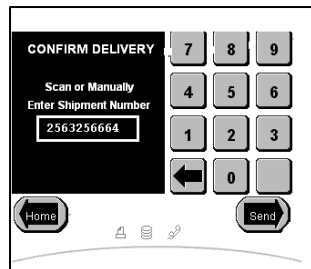 CONFIRM DELIVERY
7 8 9
Scan or Manually
Enter Shipment Number
4 5 6
2563256664
1 2 3
0
Home
Send